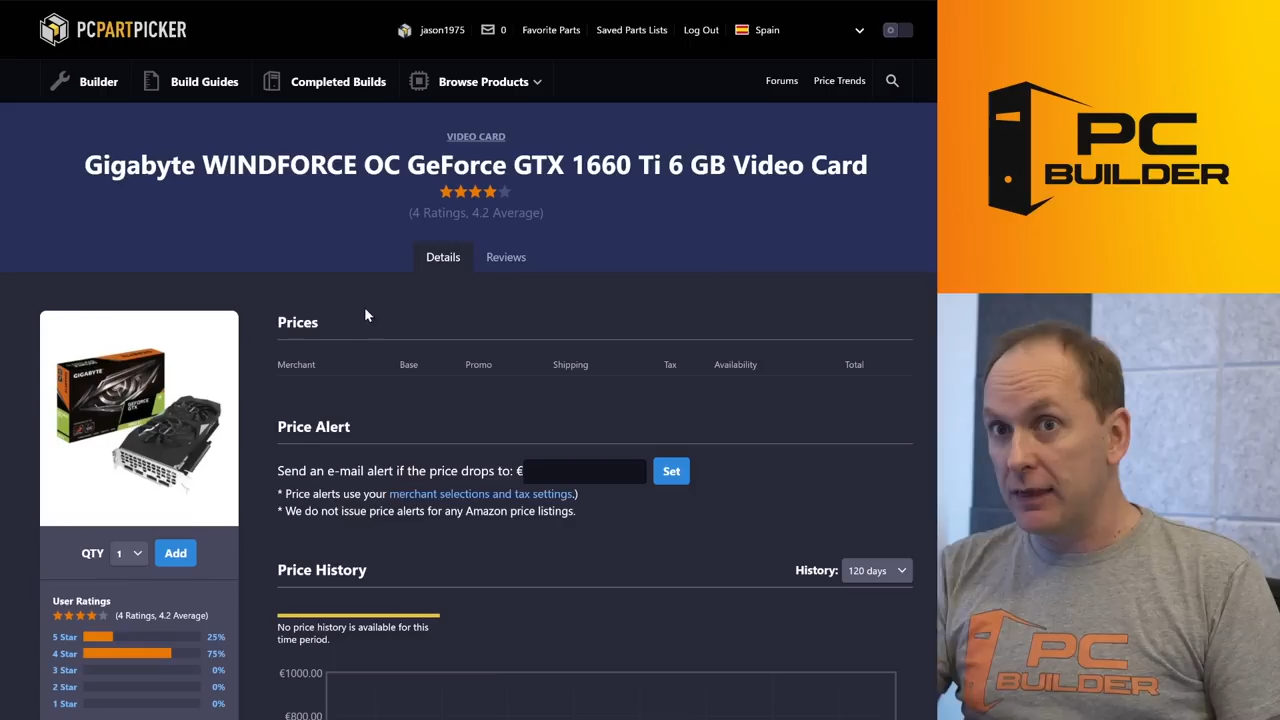 PCPARTPICKER
jason1975
0
Favorite Parts
Saved Parts Lists
Log Out
Spain
Builder
Build Guides
Completed Builds
Browse Products
Forums
Price Trends
VIDEO CARD
Gigabyte WINDFORCE OC GeForce GTX 1660 Ti 6 GB Video Card
(4 Ratings, 4.2 Average)
Details
Reviews
Prices
Merchant
Base
Promo
Shipping
Tax
Availability
Total
GIGABYTE
Price Alert
Send an e-mail alert if the price drops to: €
Set
* Price alerts use your merchant selections and tax settings.)
* We do not issue price alerts for any Amazon price listings.
QTY
1
Add
Price History
History:
120 days
No price history is available for this
time period.
€1000.00
€800.00
User Ratings
(4 Ratings, 4.2 Average)
5 Star
25%
4 Star
75%
3 Star
0%
2 Star
0%
1 Star
0%
PC
BUILDER
PC
BUILDER